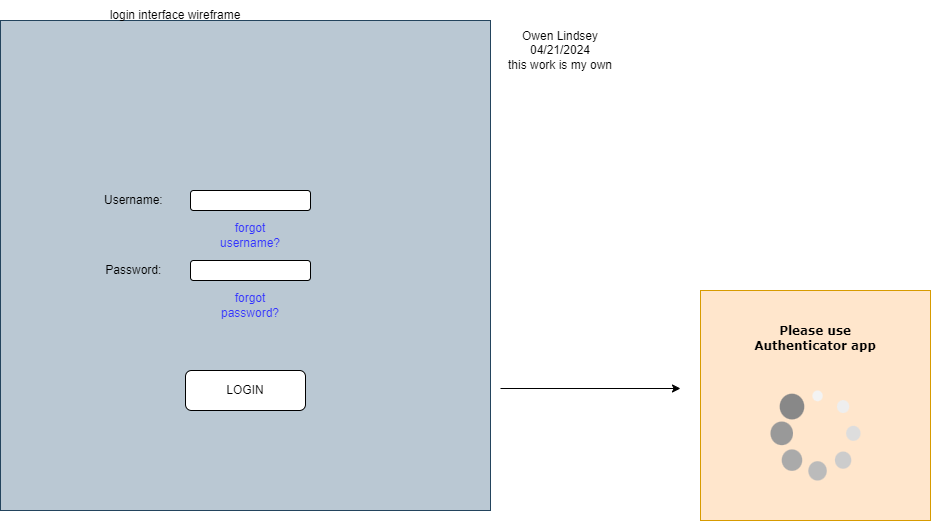 login interface wireframe
Owen Lindsey
04/21/2024
this work is my own
Username:
forgot
username?
Password:
forgot
password?
LOGIN
Please use
Authenticator app